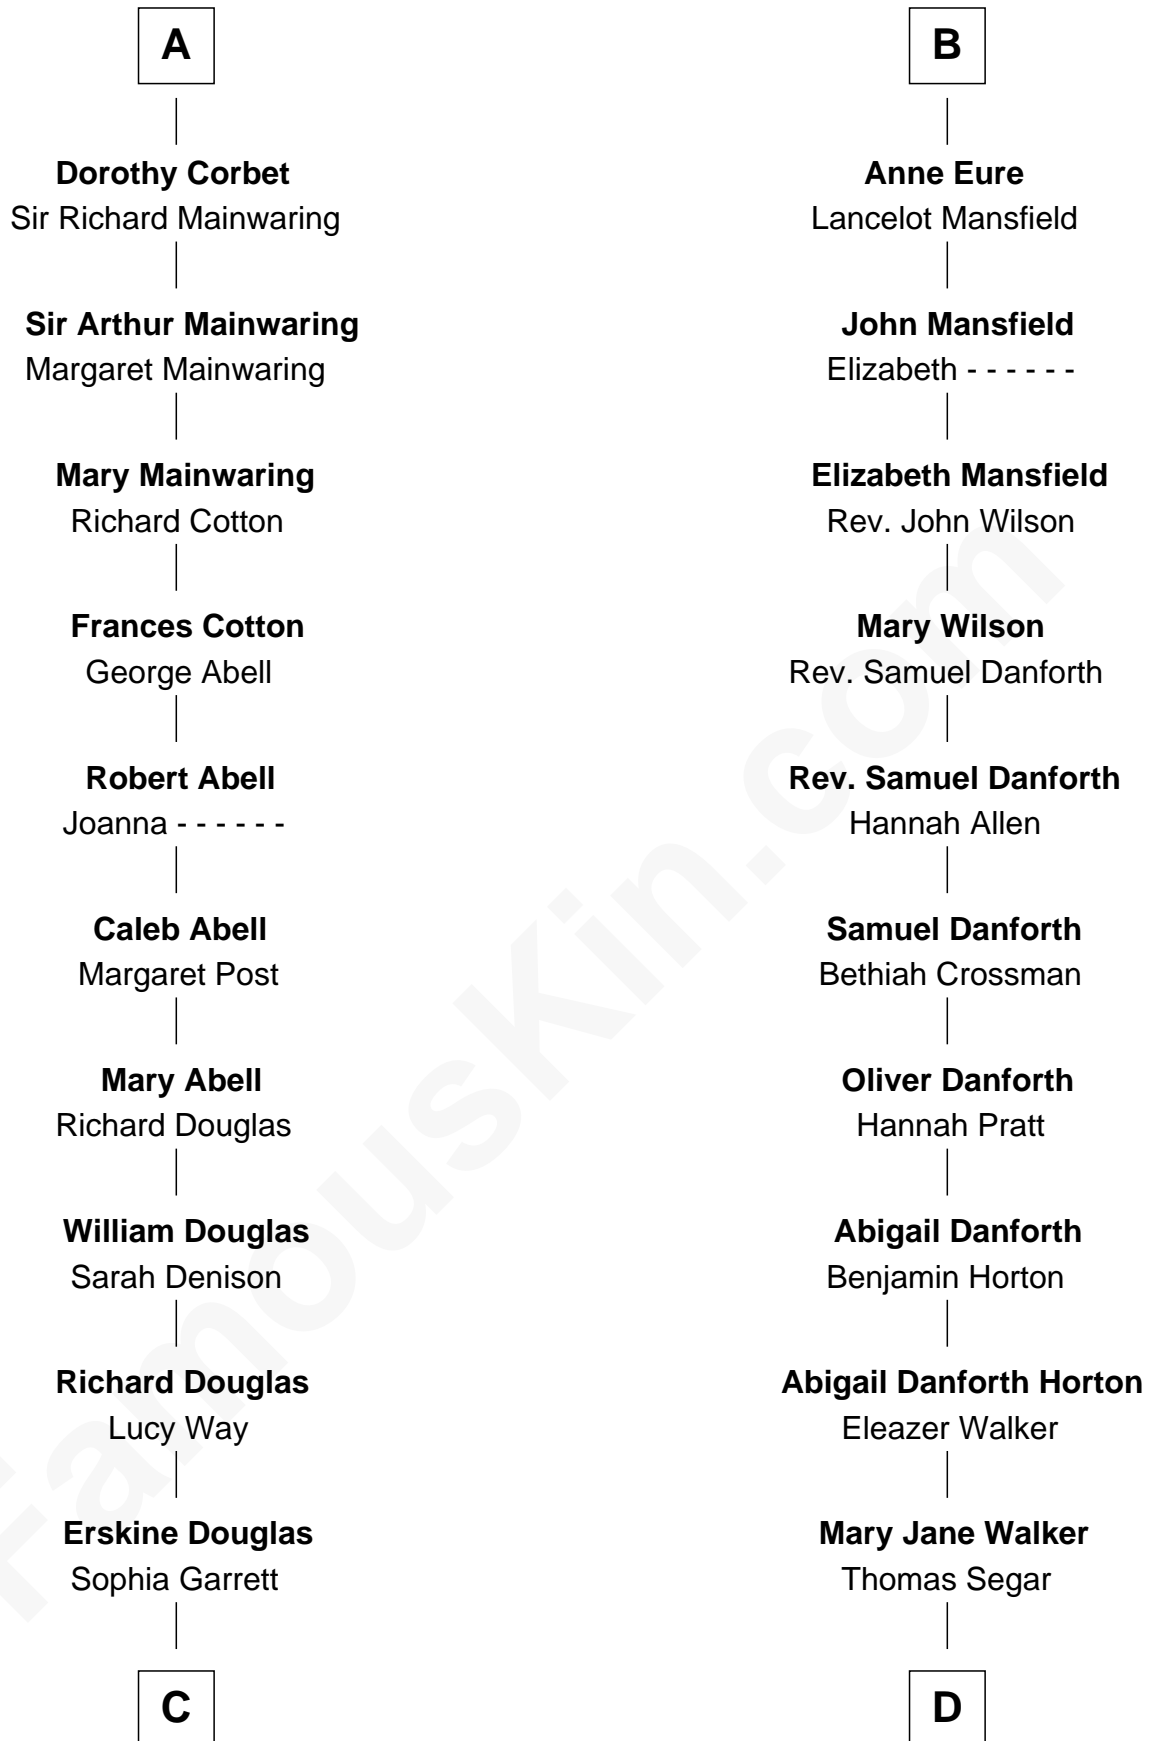 A
Dorothy Corbet
Sir Richard Mainwaring
Sir Arthur Mainwaring
Margaret Mainwaring
Mary Mainwaring
Richard Cotton
Frances Cotton
George Abell
Robert Abell
Joanna - - - - - -
Caleb Abell
Margaret Post
Mary Abell
Richard Douglas
William Douglas
Sarah Denison
Richard Douglas
Lucy Way
Erskine Douglas
Sophia Garrett
C
B
Anne Eure
Lancelot Mansfield
John Mansfield
Elizabeth - - - - - -
Elizabeth Mansfield
Rev. John Wilson
Mary Wilson
Rev. Samuel Danforth
Rev. Samuel Danforth
Hannah Allen
Samuel Danforth
Bethiah Crossman
Oliver Danforth
Hannah Pratt
Abigail Danforth
Benjamin Horton
Abigail Danforth Horton
Eleazer Walker
Mary Jane Walker
Thomas Segar
D
FamousKin.com